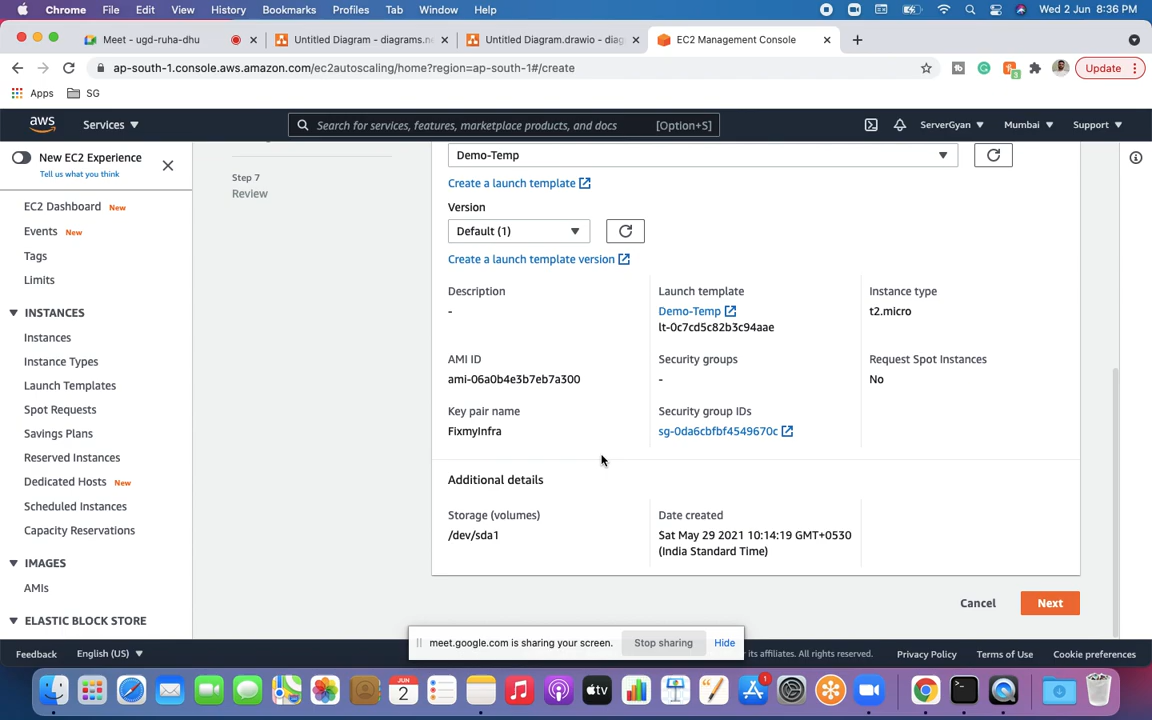 Chrome File Edit View History Bookmarks Profiles Tab Window Help Wed 2 Jun 8:36 PM
Meet - ugd-ruha-dhu Untitled Diagram - diagrams.ne Untitled Diagram.drawio - diag EC2 Management Console
ap-south-1.console.aws.amazon.com/ec2autoscaling/home?region=ap-south-1#/create Update
Apps SG
aws Services Search for services, features, marketplace products, and docs [Option+S] ServerGyan Mumbai Support
New EC2 Experience
Tell us what you think
EC2 Dashboard New
Events New
Tags
Limits
INSTANCES
Instances
Instance Types
Launch Templates
Spot Requests
Savings Plans
Reserved Instances
Dedicated Hosts New
Scheduled Instances
Capacity Reservations
IMAGES
AMIs
ELASTIC BLOCK STORE
Step 7
Review
Demo-Temp
Create a launch template
Version
Default (1)
Create a launch template version
Description
-
Launch template
Demo-Temp
lt-0c7cd5c82b3c94aae
Instance type
t2.micro
AMI ID
ami-06a0b4e3b7eb7a300
Security groups
-
Request Spot Instances
No
Key pair name
FixmyInfra
Security group IDs
sg-0da6cbfbf4549670c
Additional details
Storage (volumes)
/dev/sda1
Date created
Sat May 29 2021 10:14:19 GMT+0530
(India Standard Time)
Cancel Next
meet.google.com is sharing your screen. Stop sharing Hide
Feedback English (US) its affiliates. All rights reserved. Privacy Policy Terms of Use Cookie preferences
JUN
2
1